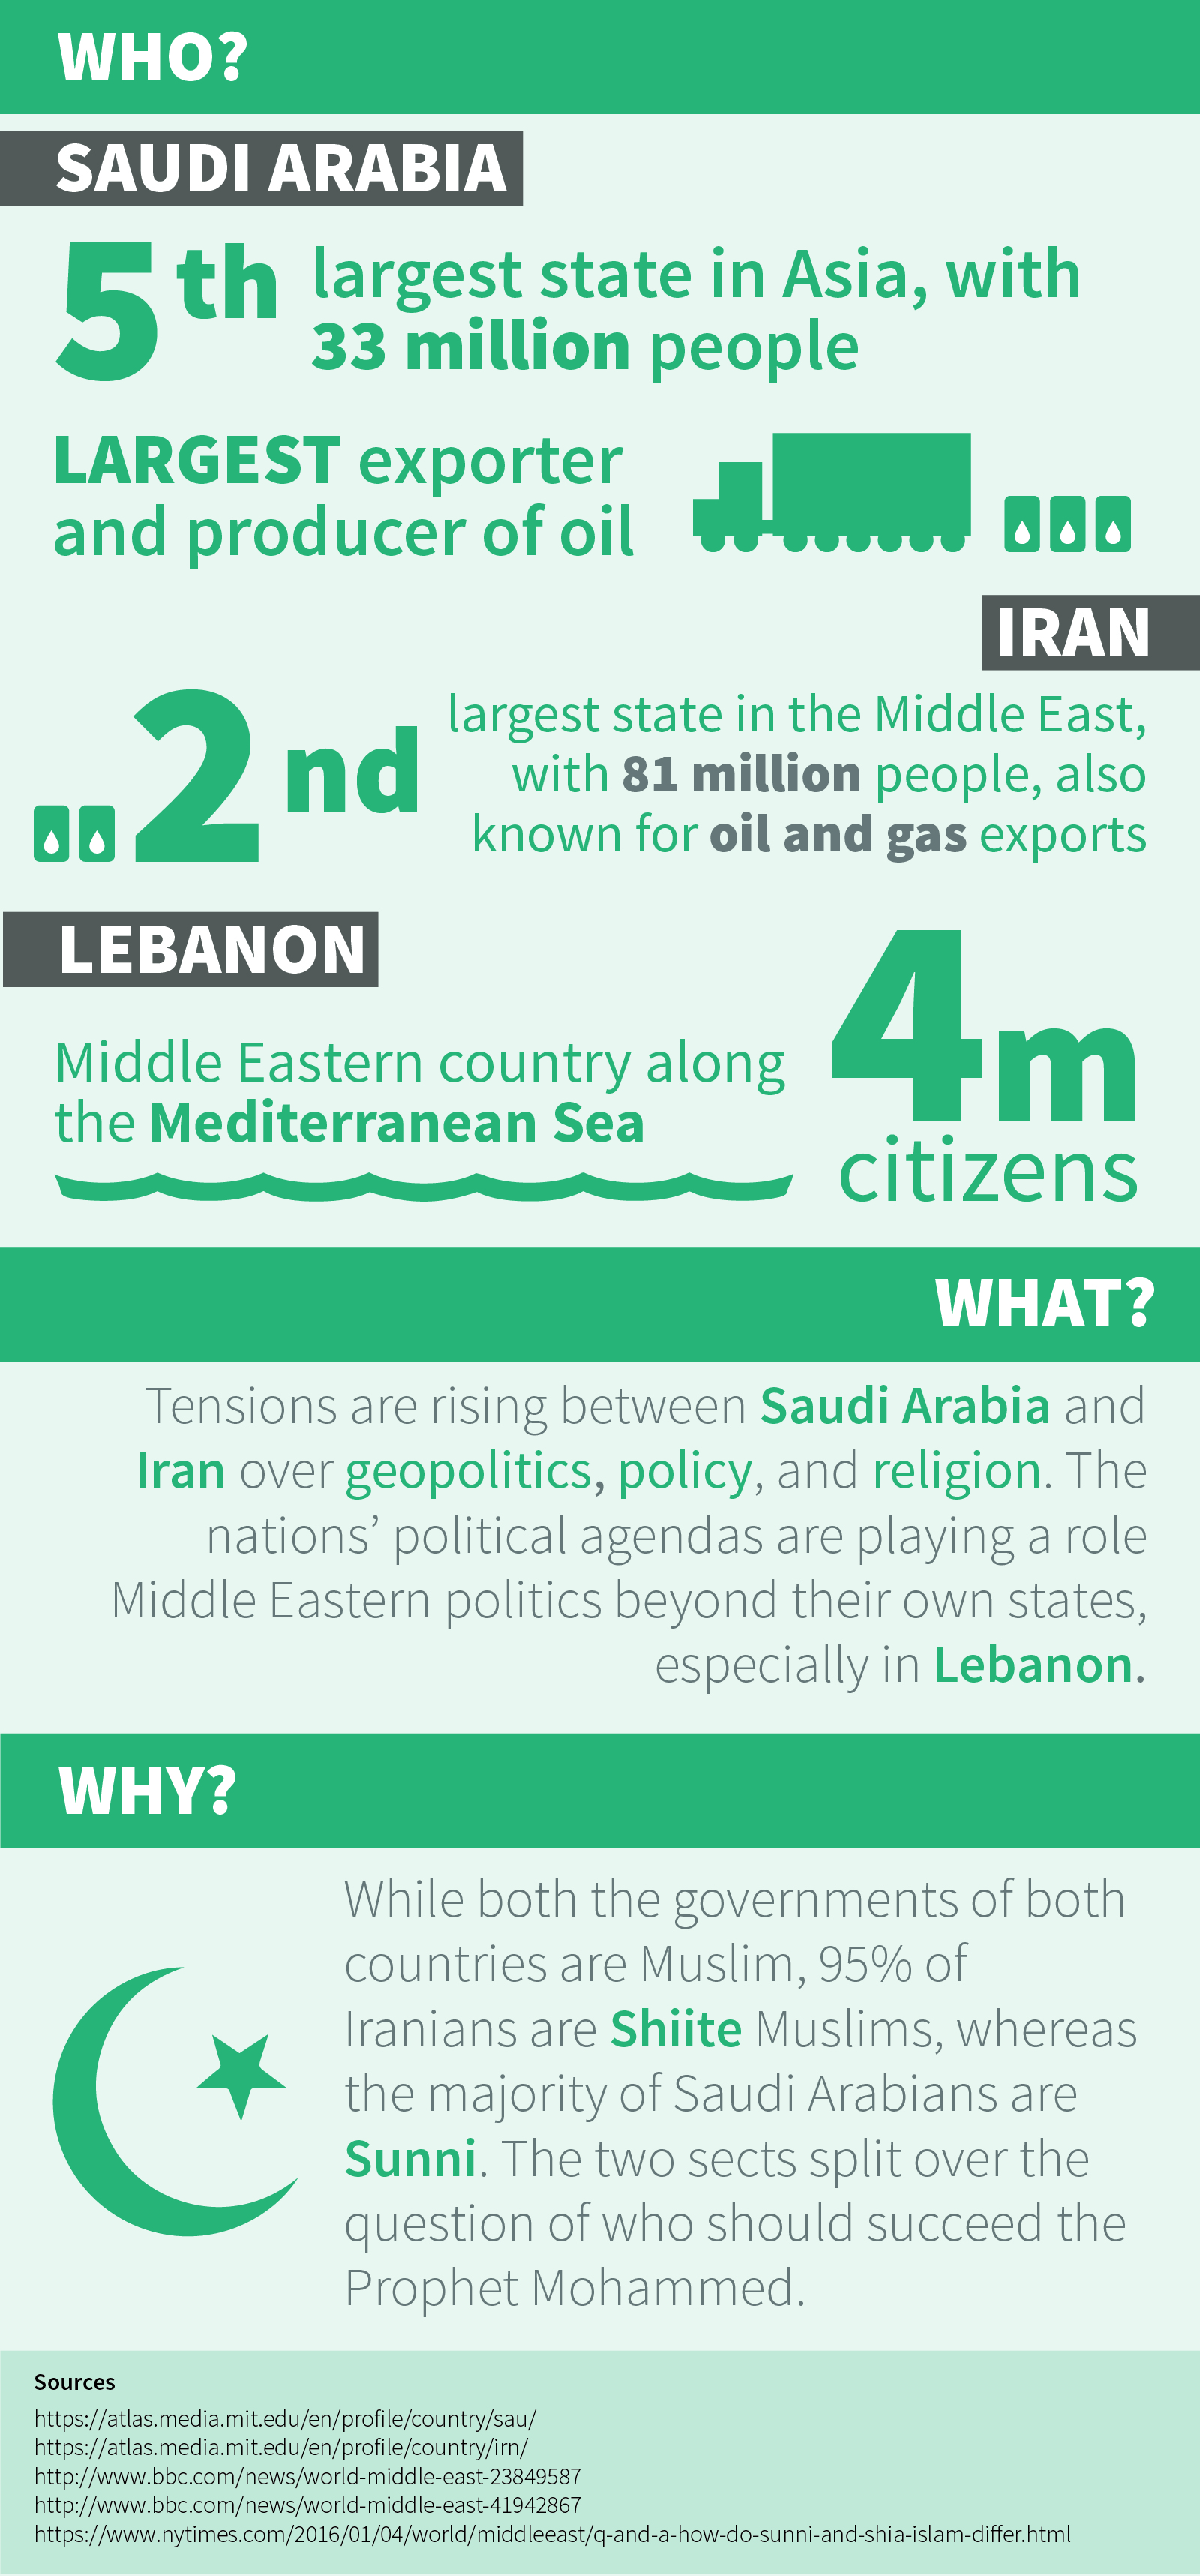 WHO?
SAUDI ARABIA
5th
largest state in Asia, with
33 million people
LARGEST exporter
and producer of oil
IRAN
2nd
largest state in the Middle East,
with 81 million people, also
known for oil and gas exports
LEBANON
Middle Eastern country along
the Mediterranean Sea
4m
citizens
WHAT?
Tensions are rising between Saudi Arabia and
Iran over geopolitics, policy, and religion. The
nations’ political agendas are playing a role
Middle Eastern politics beyond their own states,
especially in Lebanon.
WHY?
While both the governments of both
countries are Muslim, 95% of
Iranians are Shiite Muslims, whereas
the majority of Saudi Arabians are
Sunni. The two sects split over the
question of who should succeed the
Prophet Mohammed.
Sources
https://atlas.media.mit.edu/en/profile/country/sau/
https://atlas.media.mit.edu/en/profile/country/irn/
http://www.bbc.com/news/world-middle-east-23849587
http://www.bbc.com/news/world-middle-east-41942867
https://www.nytimes.com/2016/01/04/world/middleeast/q-and-a-how-do-sunni-and-shia-islam-differ.html